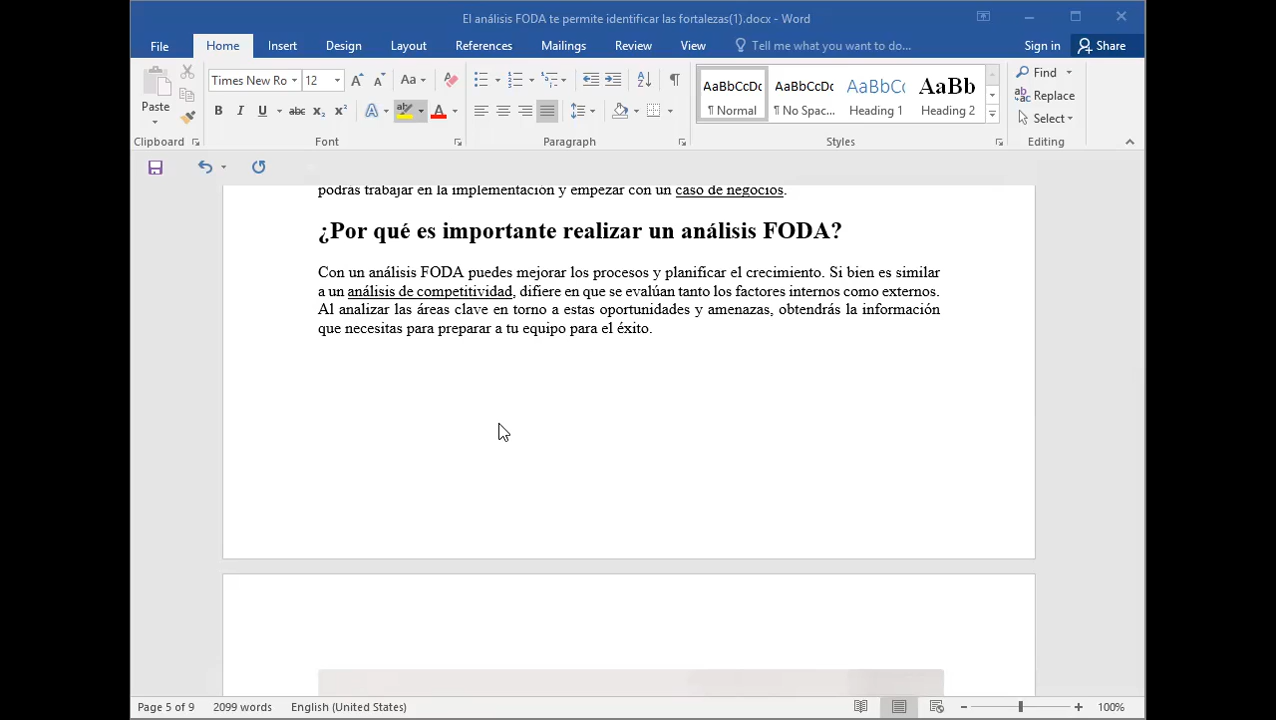 El análisis FODA te permite identificar las fortalezas(1).docx - Word
File Home Insert Design Layout References Mailings Review View Tell me what you want to do... Sign in Share
Paste
Times New Ro 12 Aa
AaBbCcDc AaBbCcDc AaBbCc AaBb
¶ Normal ¶ No Spac... Heading 1 Heading 2
Find
Replace
Select
B I U abc x₂ x² A aby A
Clipboard Font Paragraph Styles Editing
podrás trabajar en la implementación y empezar con un caso de negocios.
¿Por qué es importante realizar un análisis FODA?
Con un análisis FODA puedes mejorar los procesos y planificar el crecimiento. Si bien es similar
a un análisis de competitividad, difiere en que se evalúan tanto los factores internos como externos.
Al analizar las áreas clave en torno a estas oportunidades y amenazas, obtendrás la información
que necesitas para preparar a tu equipo para el éxito.
Page 5 of 9 2099 words English (United States) 100%